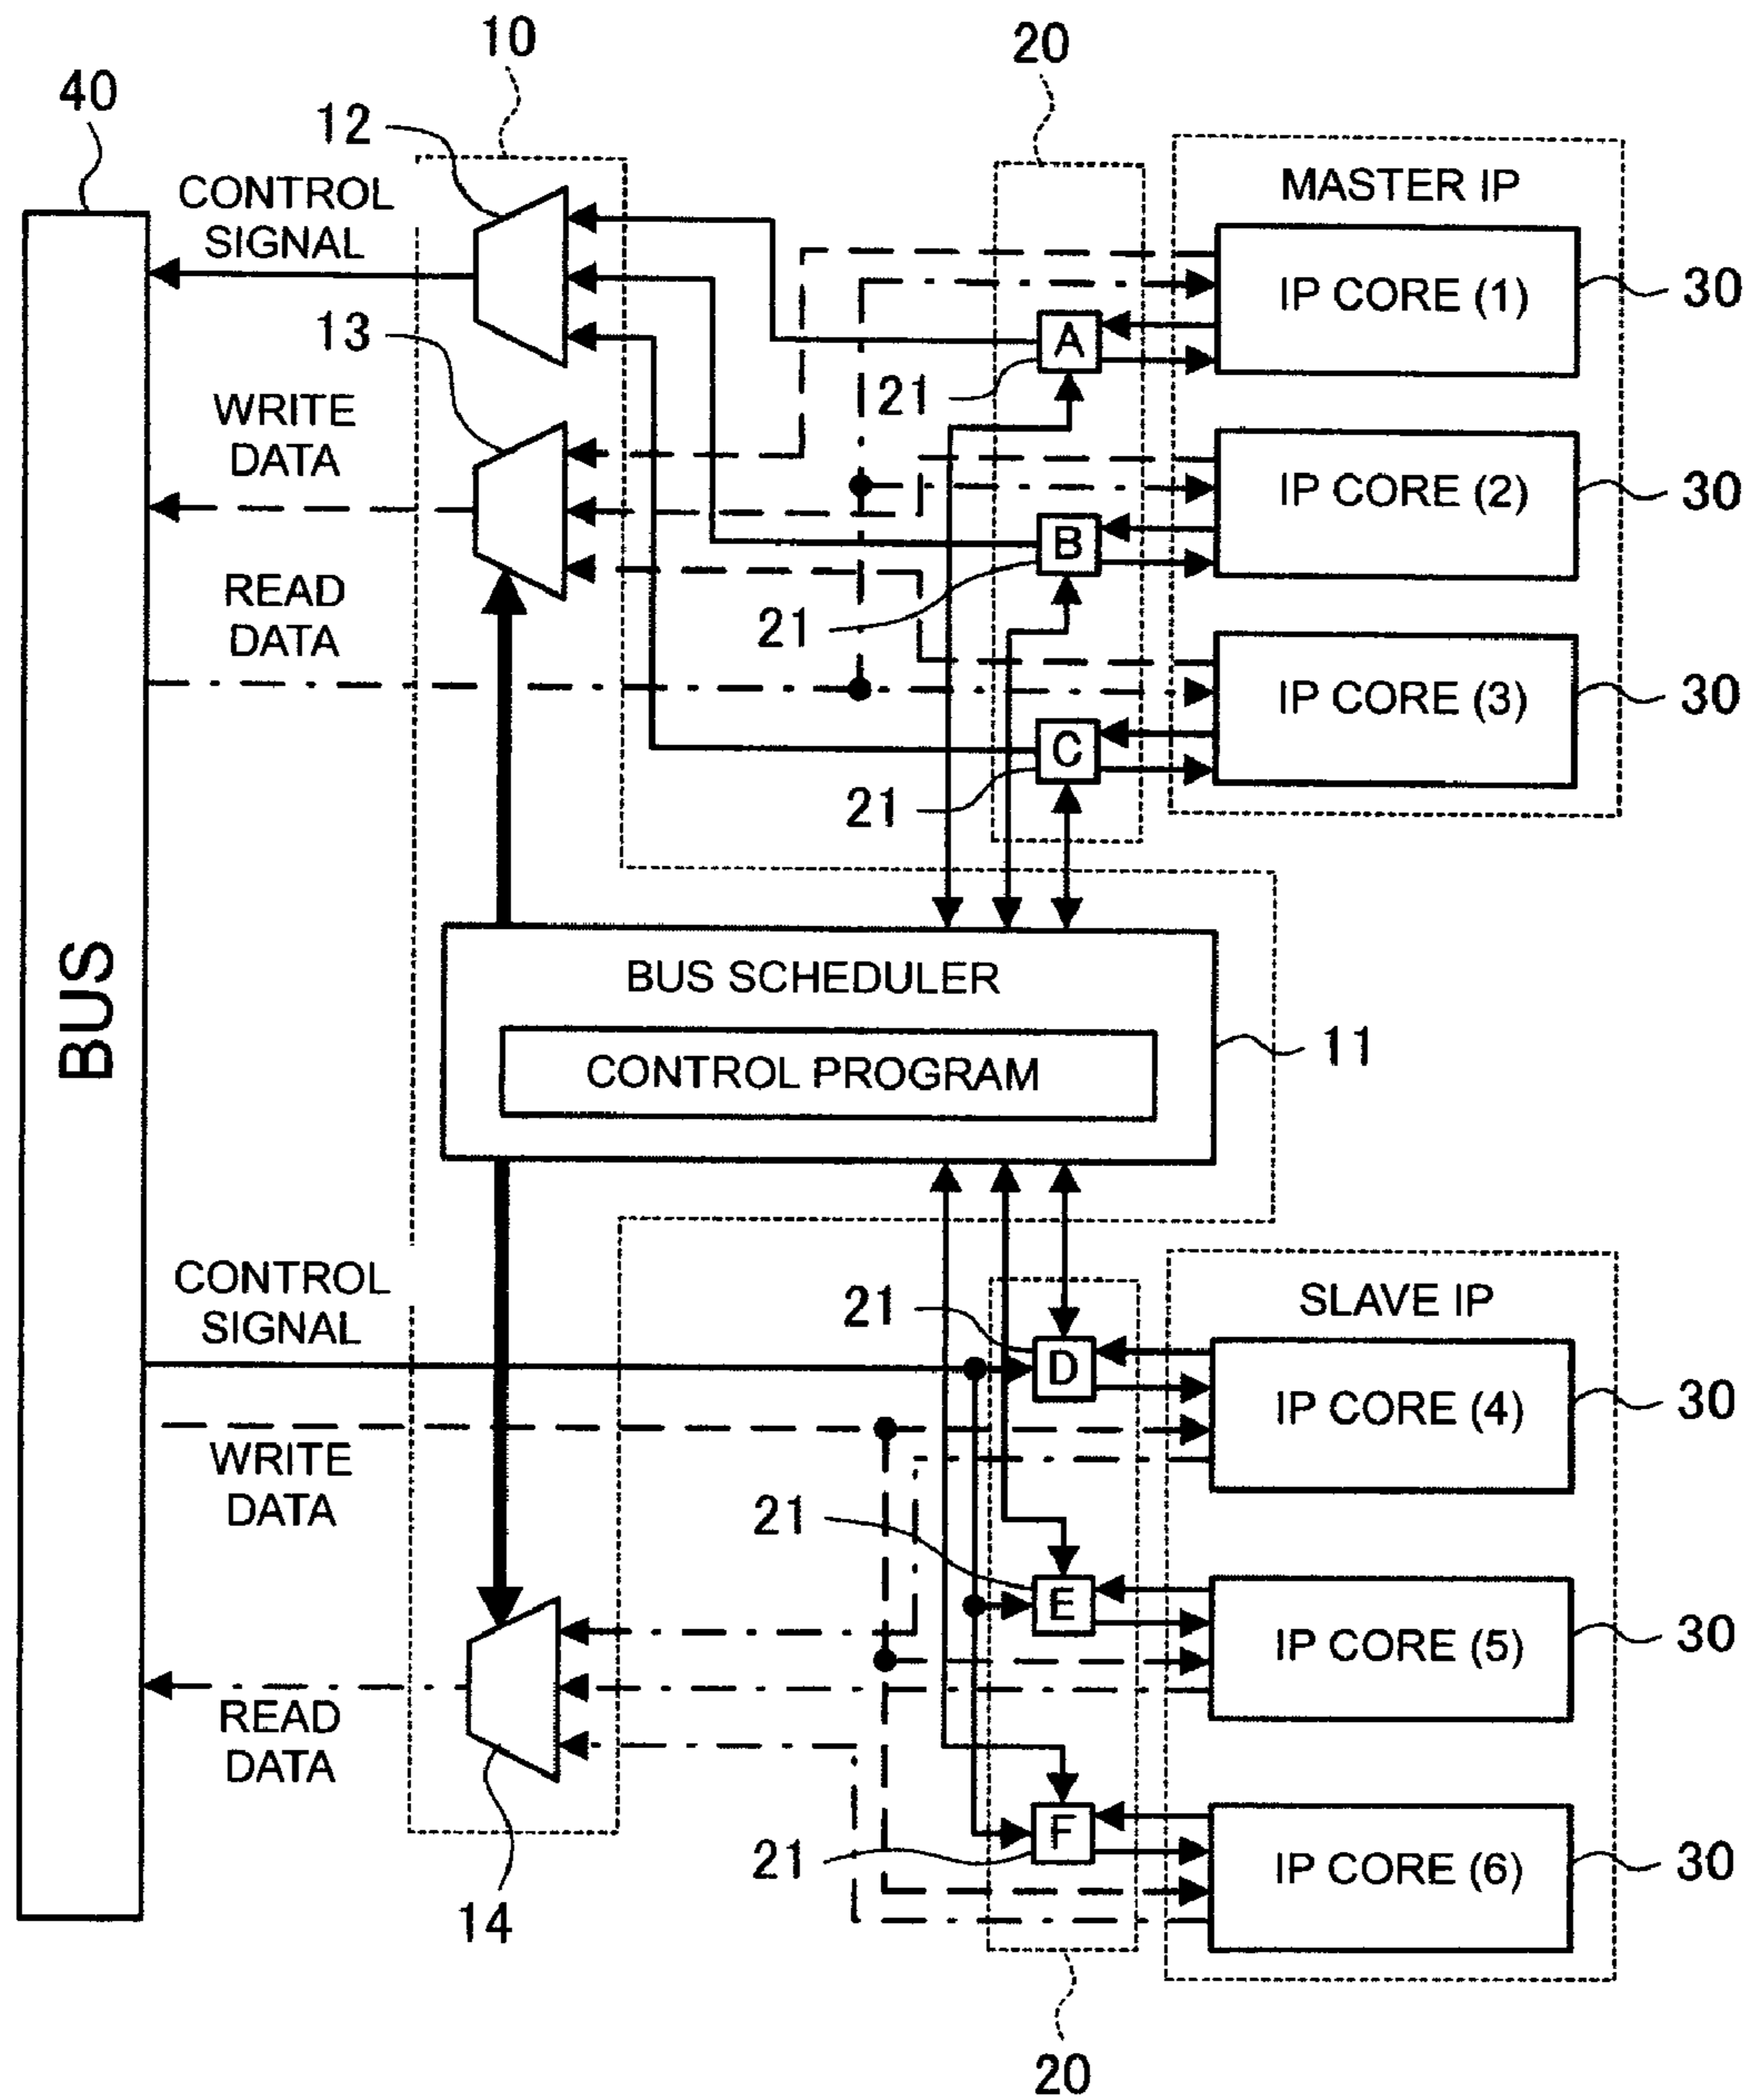 10
20
40
12
CONTROL
SIGNAL
MASTER IP
IP CORE (1)
30
A
21
13
WRITE
DATA
IP CORE (2)
30
B
21
READ
DATA
IP CORE (3)
30
C
21
BUS
BUS SCHEDULER
CONTROL PROGRAM
11
CONTROL
SIGNAL
SLAVE IP
21
D
IP CORE (4)
30
WRITE
DATA
21
E
IP CORE (5)
30
READ
DATA
14
F
21
IP CORE (6)
30
20